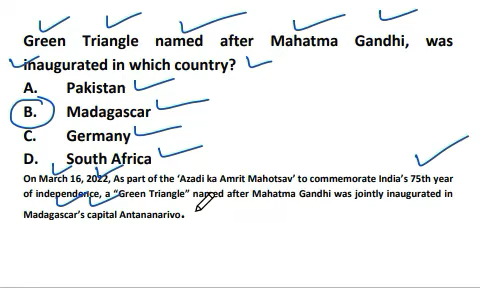 Green Triangle named after Mahatma Gandhi, was
inaugurated in which country?
A. Pakistan
B. Madagascar
C. Germany
D. South Africa
On March 16, 2022, As part of the ‘Azadi ka Amrit Mahotsav’ to commemorate India’s 75th year
of independence, a “Green Triangle” named after Mahatma Gandhi was jointly inaugurated in
Madagascar’s capital Antananarivo.